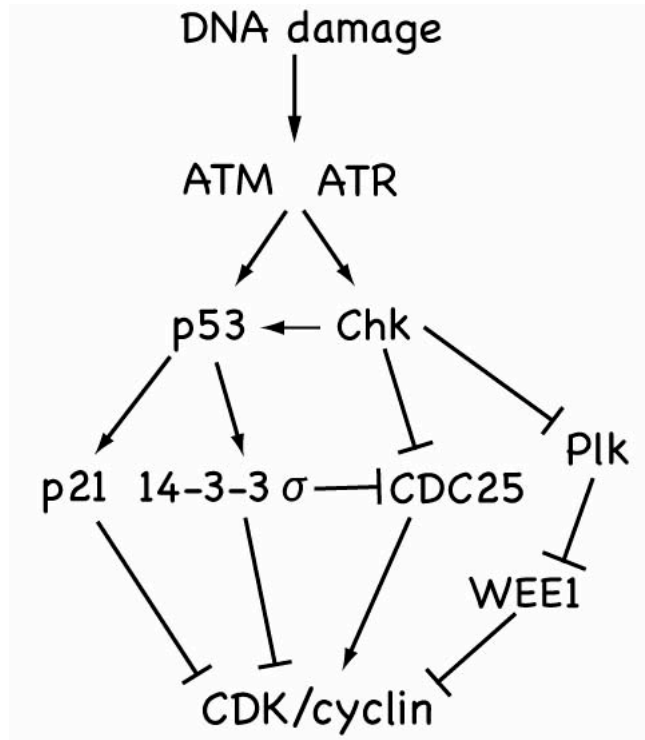 DNA damage
ATM ATR
p53 Chk
Plk
p21 14-3-3 σ CDC25
WEE1
CDK/cyclin